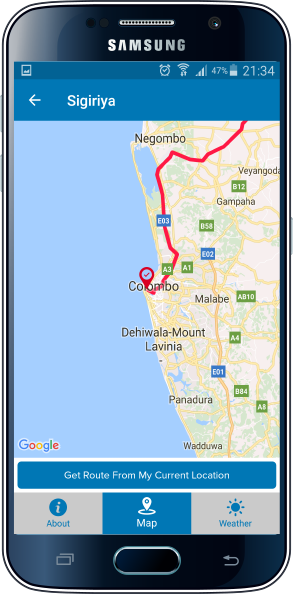 SAMSUNG
47% 21:34
Sigiriya
Negombo
Veyangoda
B12
Gampaha
E03
B58
E02
A3
A1
Colombo
Malabe
AB10
Dehiwala-Mount
Lavinia
A4
E01
Panadura
B84
A8
Wadduwa
Google
Get Route From My Current Location
About
Map
Weather